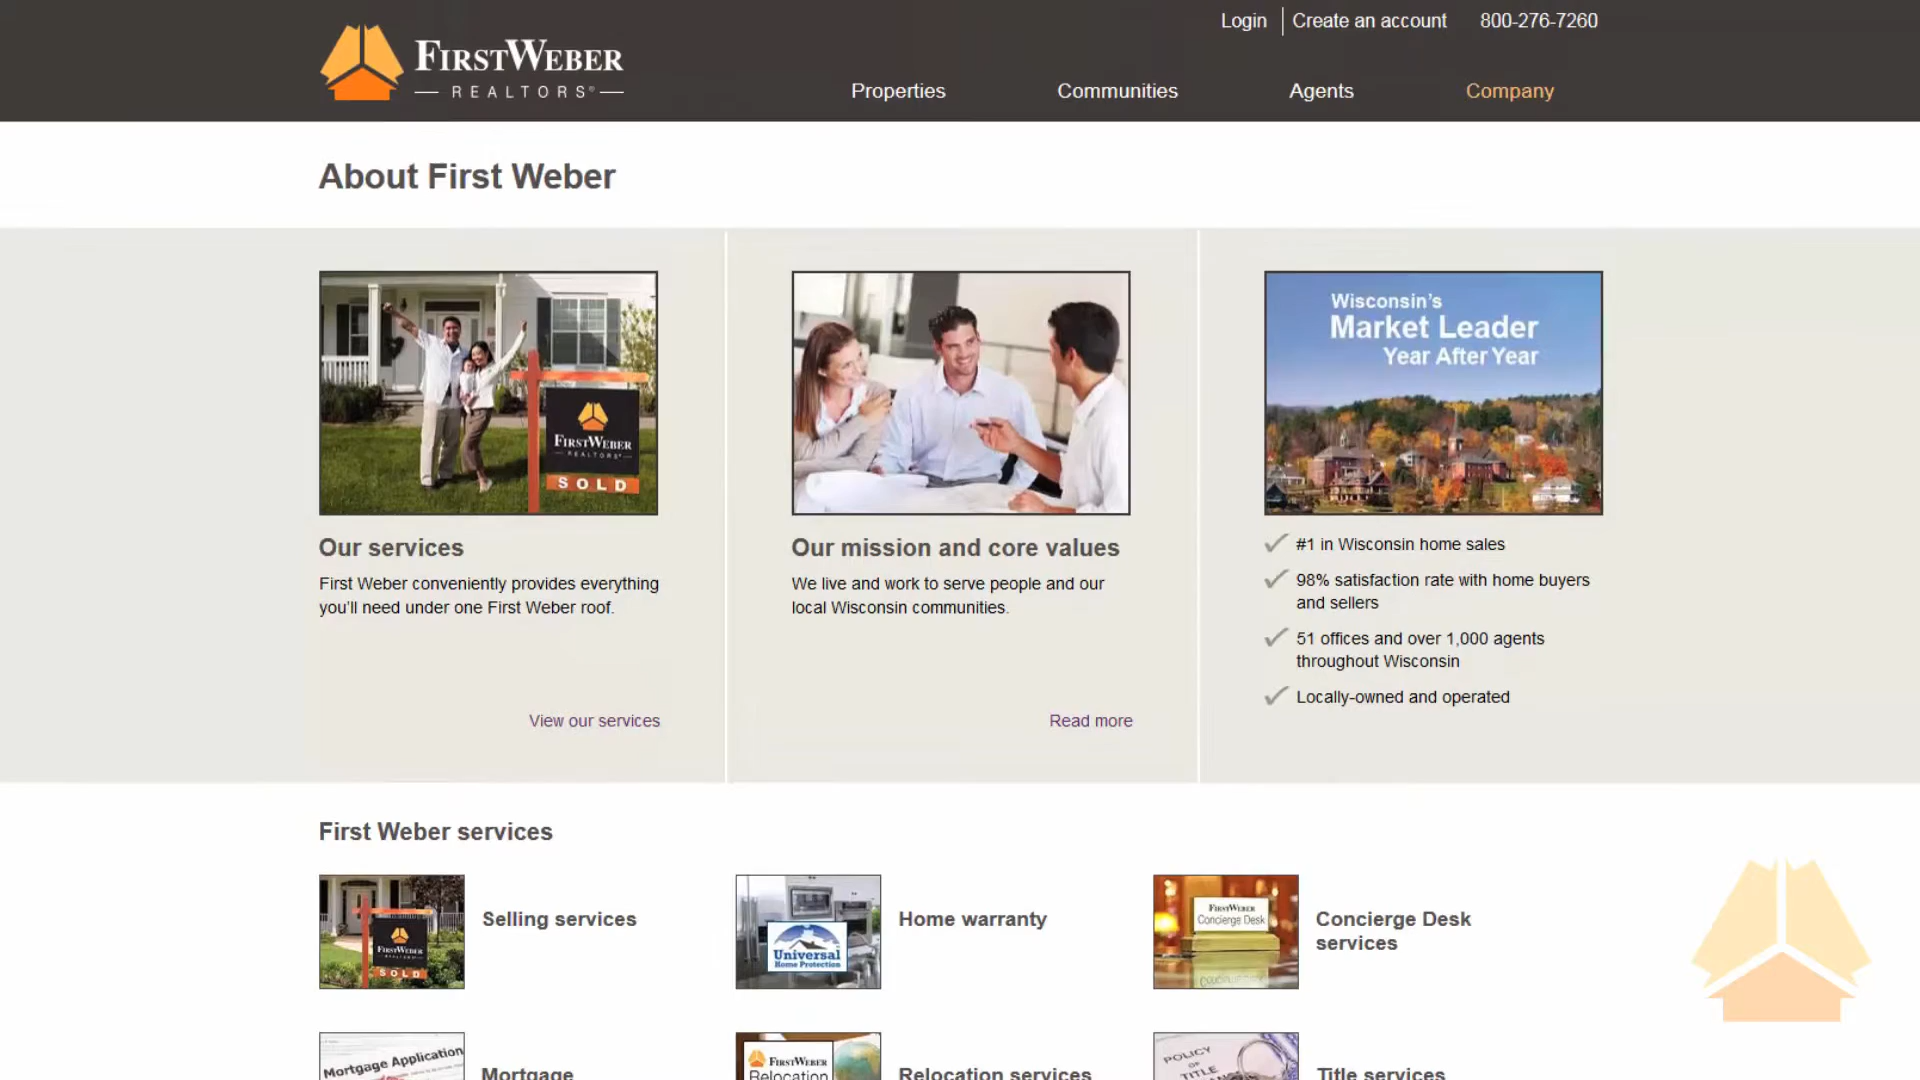 Login
Create an account
800-276-7260
FIRSTWEBER
REALTORS®
Properties
Communities
Agents
Company
About First Weber
FIRSTWEBER
REALTORS®
SOLD
Our services
First Weber conveniently provides everything
you'll need under one First Weber roof.
View our services
Our mission and core values
We live and work to serve people and our
local Wisconsin communities.
Read more
Wisconsin's
Market Leader
Year After Year
#1 in Wisconsin home sales
98% satisfaction rate with home buyers
and sellers
51 offices and over 1,000 agents
throughout Wisconsin
Locally-owned and operated
First Weber services
FIRSTWEBER
REALTORS
SOLD
Selling services
Universal
Home Protection
Home warranty
FIRSTWEBER
Concierge Desk
Concierge Desk
services
Mortgage Application
Mortgage
FIRSTWEBER
Relocation
Relocation services
POLICY
OF
TITLE
Title services